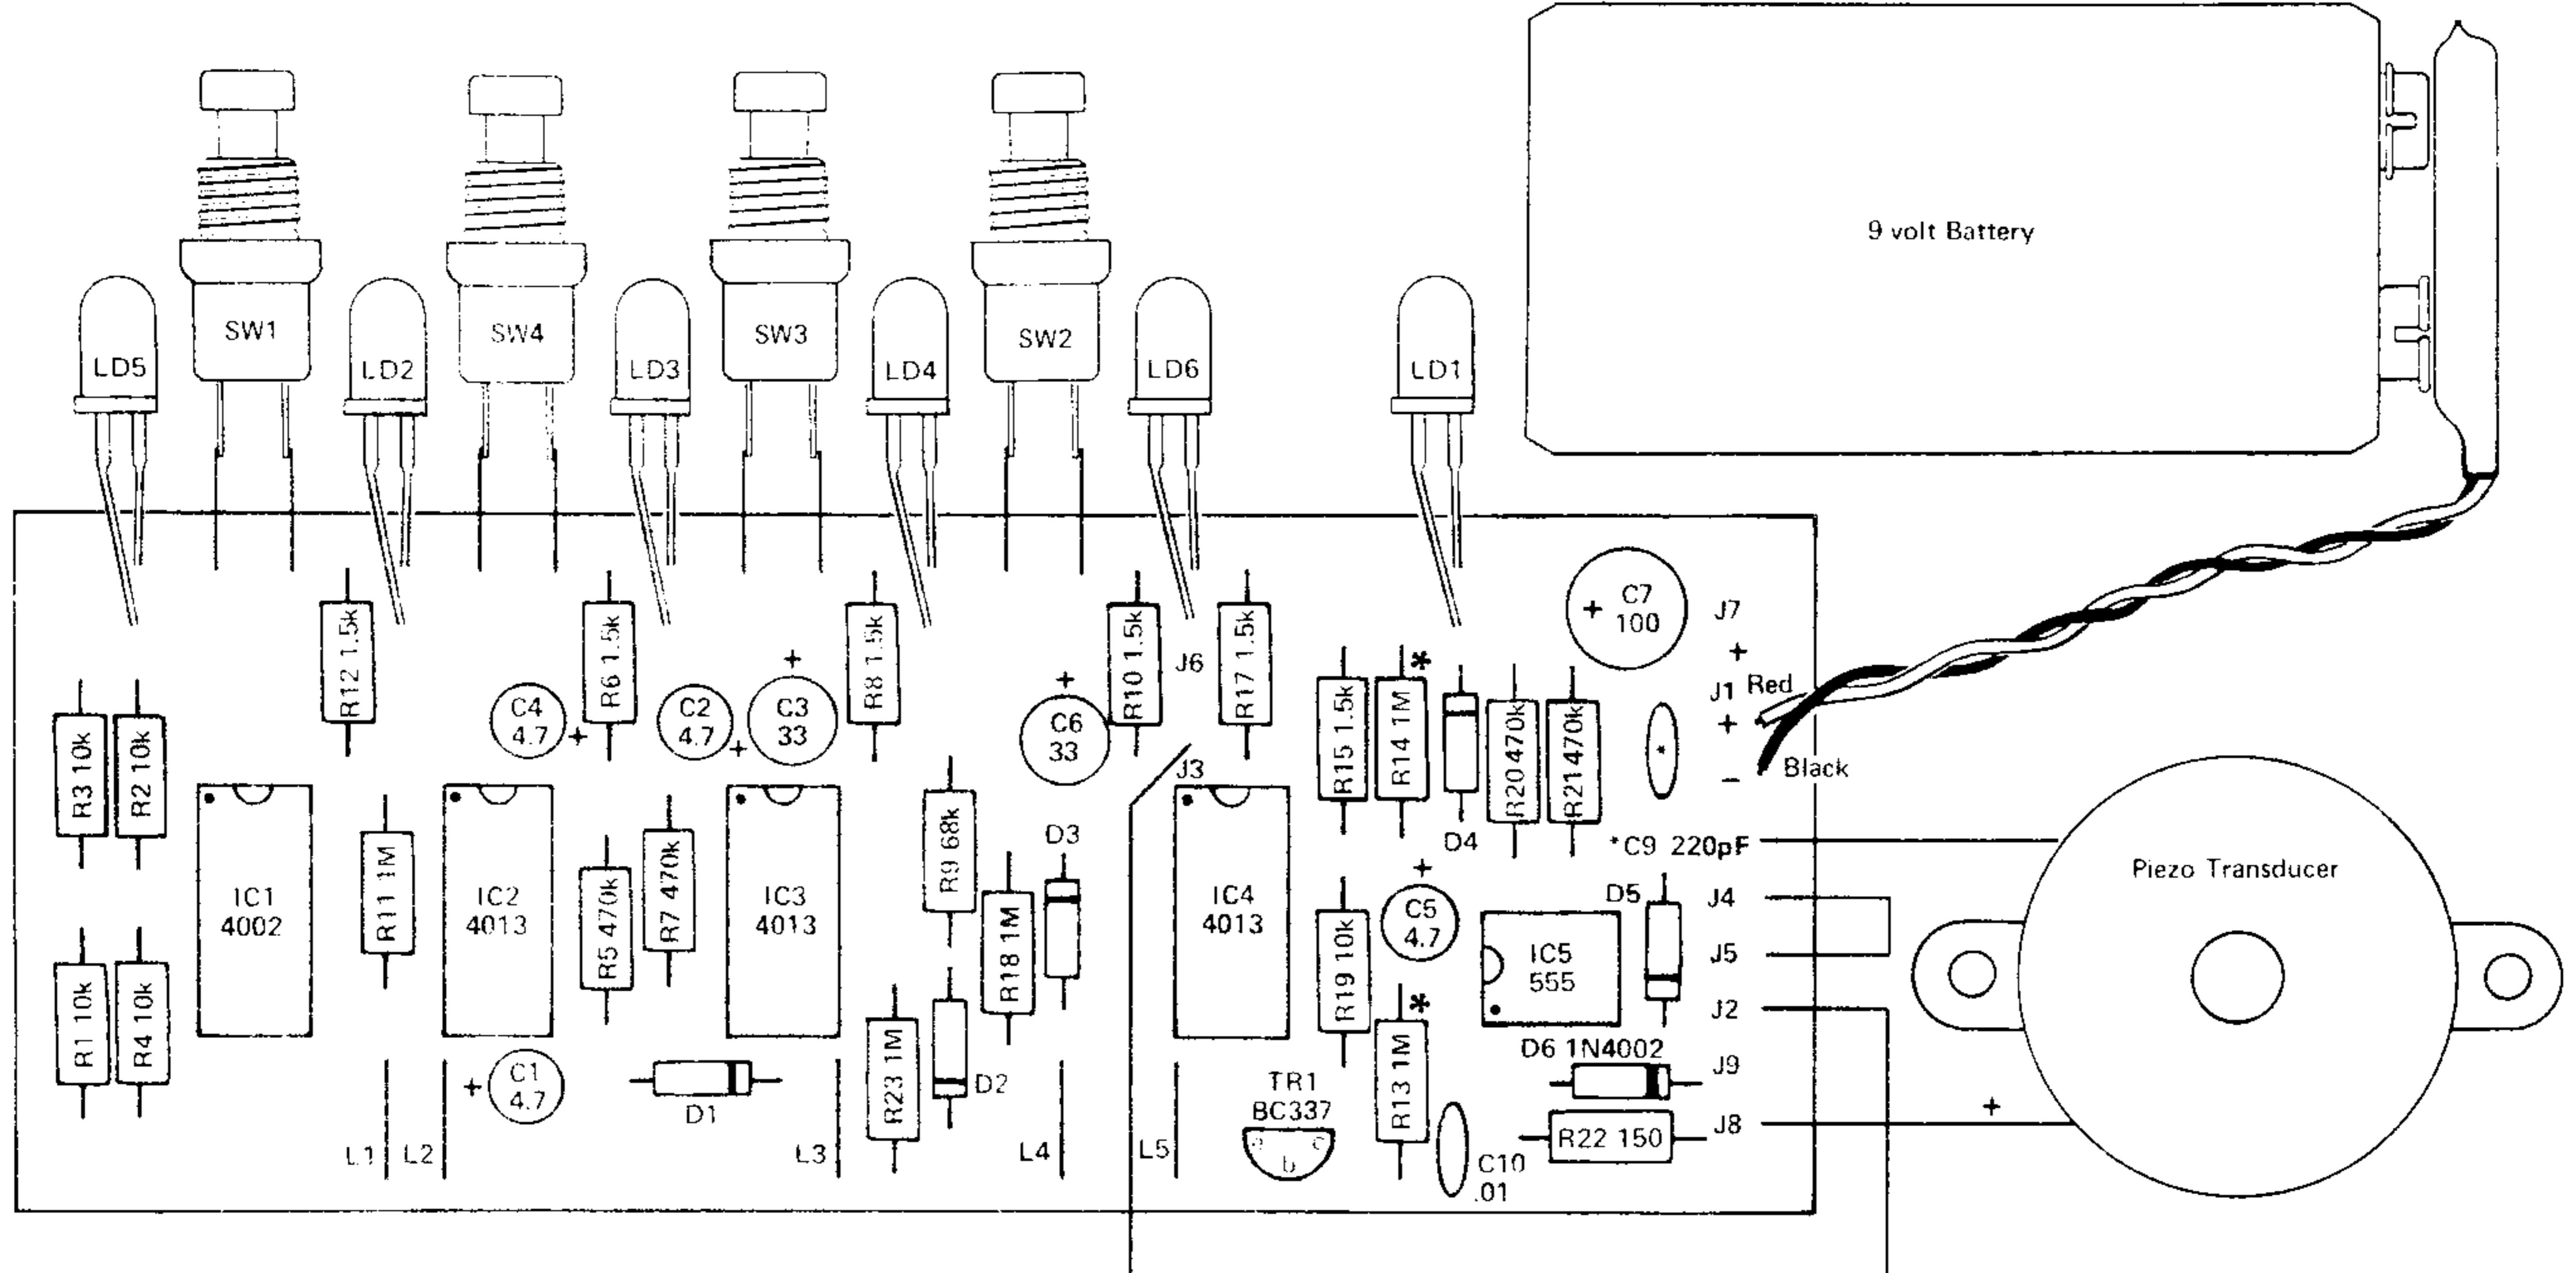 9 volt Battery
SW1
SW4
SW3
SW2
LD5
LD2
LD3
LD4
LD6
LD1
R12 1.5k
R6 1.5k
R8 1.5k
R10 1.5k
J6
R17 1.5k
+ C7
100
J7
+
J1 Red
+
Black
−
R3 10k
R2 10k
C4
4.7
+
C2
4.7
+
+
C3
33
+
C6
33
J3
R15 1.5k
R14 1M
*
D4
R20 470k
R21 470k
*
*C9 220pF
IC1
4002
R11 1M
IC2
4013
R5 470k
R7 470k
IC3
4013
R9 68k
R18 1M
D3
IC4
4013
R19 10k
+
C5
4.7
IC5
555
D5
J4
J5
J2
Piezo Transducer
R1 10k
R4 10k
+ C1
4.7
D1
R23 1M
D2
TR1
BC337
e
c
b
R13 1M
*
D6 1N4002
J9
R22 150
J8
+
C10
.01
L1
L2
L3
L4
L5